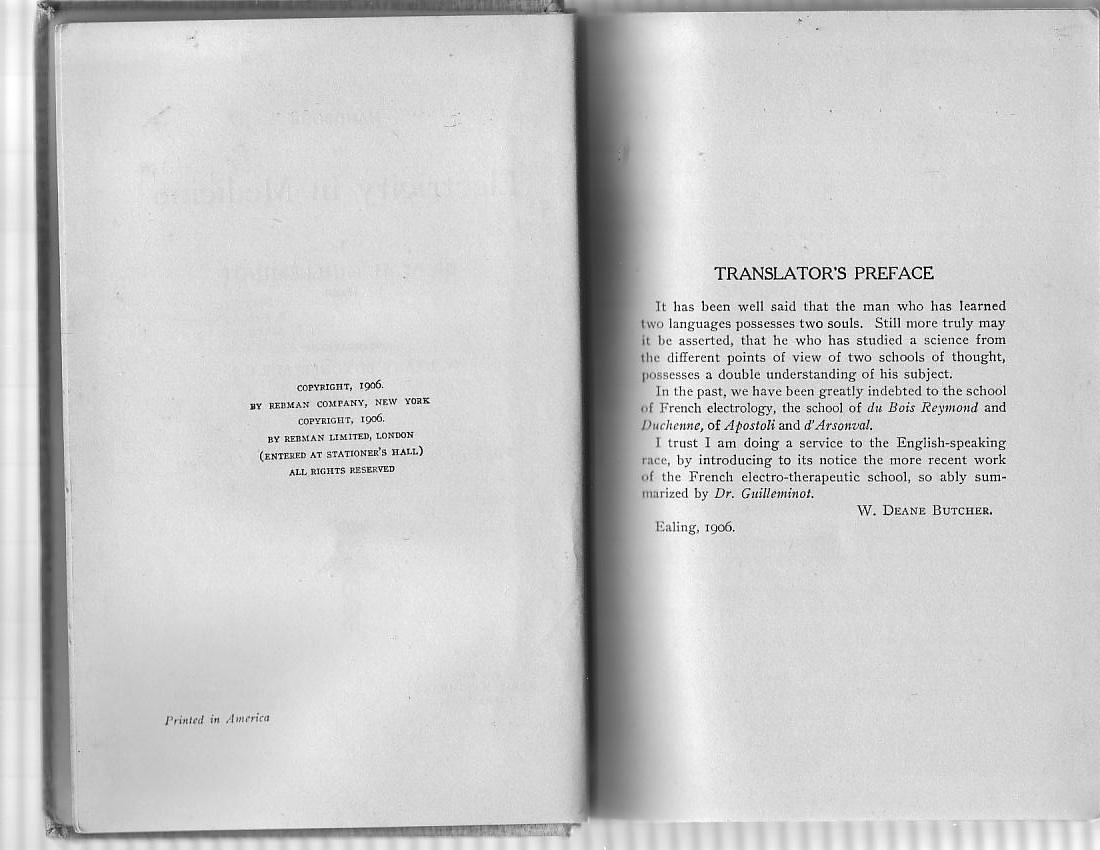 COPYRIGHT, 1906.
BY REBMAN COMPANY, NEW YORK
COPYRIGHT, 1906.
BY REBMAN LIMITED, LONDON
(ENTERED AT STATIONER'S HALL)
ALL RIGHTS RESERVED
Printed in America
TRANSLATOR'S PREFACE
It has been well said that the man who has learned
two languages possesses two souls. Still more truly may
it be asserted, that he who has studied a science from
the different points of view of two schools of thought,
possesses a double understanding of his subject.
In the past, we have been greatly indebted to the school
of French electrology, the school of du Bois Reymond and
Duchenne, of Apostoli and d'Arsonval.
I trust I am doing a service to the English-speaking
race, by introducing to its notice the more recent work
of the French electro-therapeutic school, so ably sum-
marized by Dr. Guilleminot.
W. DEANE BUTCHER.
Ealing, 1906.